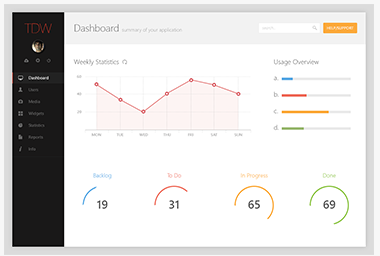 TDW
Dashboard
Users
Media
Widgets
Statistics
Reports
Info
Dashboard summary of your application
Search
HELP/SUPPORT
Weekly Statistics
60
40
20
MON TUE WED THU FRI SAT SUN
Usage Overview
a.
b.
c.
d.
Backlog To Do In Progress Done
19 31 65 69